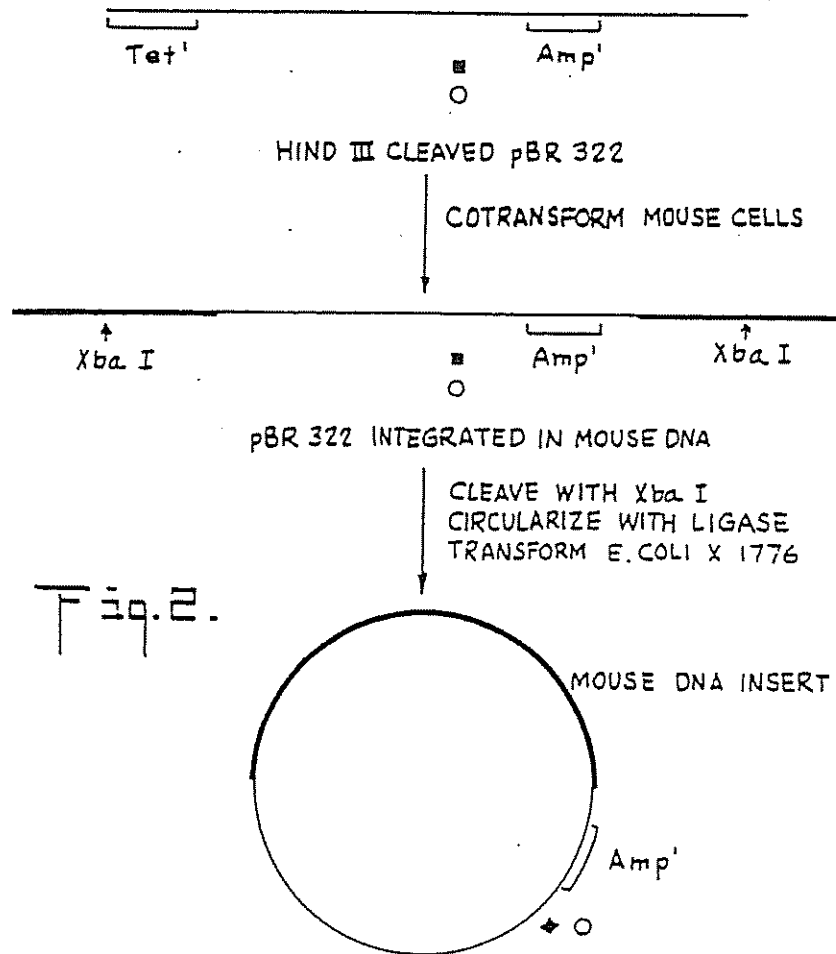 Tet' Amp'
HIND III CLEAVED pBR 322
COTRANSFORM MOUSE CELLS
Xba I Amp' Xba I
pBR 322 INTEGRATED IN MOUSE DNA
CLEAVE WITH Xba I
CIRCULARIZE WITH LIGASE
TRANSFORM E. COLI X 1776
Fig. 2.
MOUSE DNA INSERT
Amp'